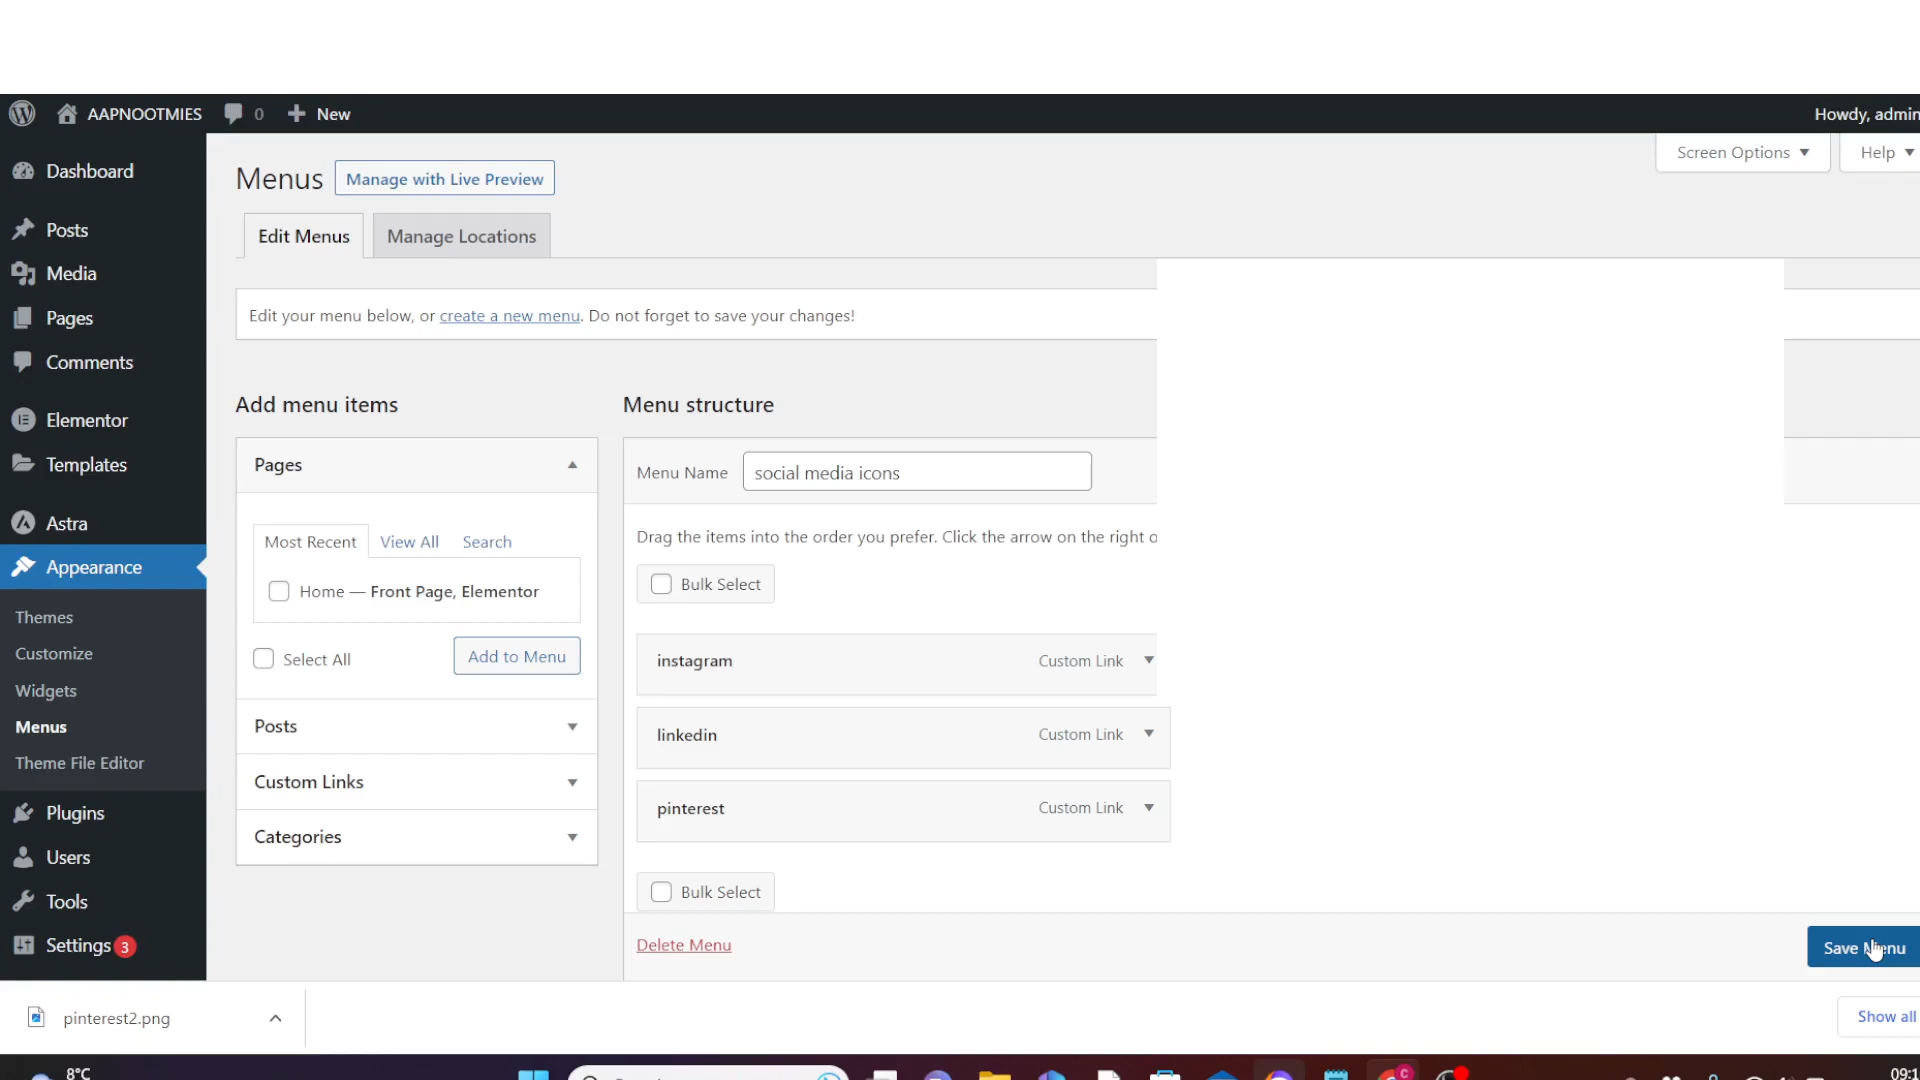 AAPNOOTMIES 0 New
Howdy, admin
Dashboard
Posts
Media
Pages
Comments
Elementor
Templates
Astra
Appearance
Themes
Customize
Widgets
Menus
Theme File Editor
Plugins
Users
Tools
Settings 3
Screen Options ▼
Help ▼
Menus Manage with Live Preview
Edit Menus Manage Locations
Edit your menu below, or create a new menu. Do not forget to save your changes!
Add menu items
Pages
Most Recent View All Search
Home — Front Page, Elementor
Select All Add to Menu
Posts
Custom Links
Categories
Menu structure
Menu Name social media icons
Drag the items into the order you prefer. Click the arrow on the right o
Bulk Select
instagram Custom Link
linkedin Custom Link
pinterest Custom Link
Bulk Select
Delete Menu
Save Menu
pinterest2.png
Show all
8°C
09:1